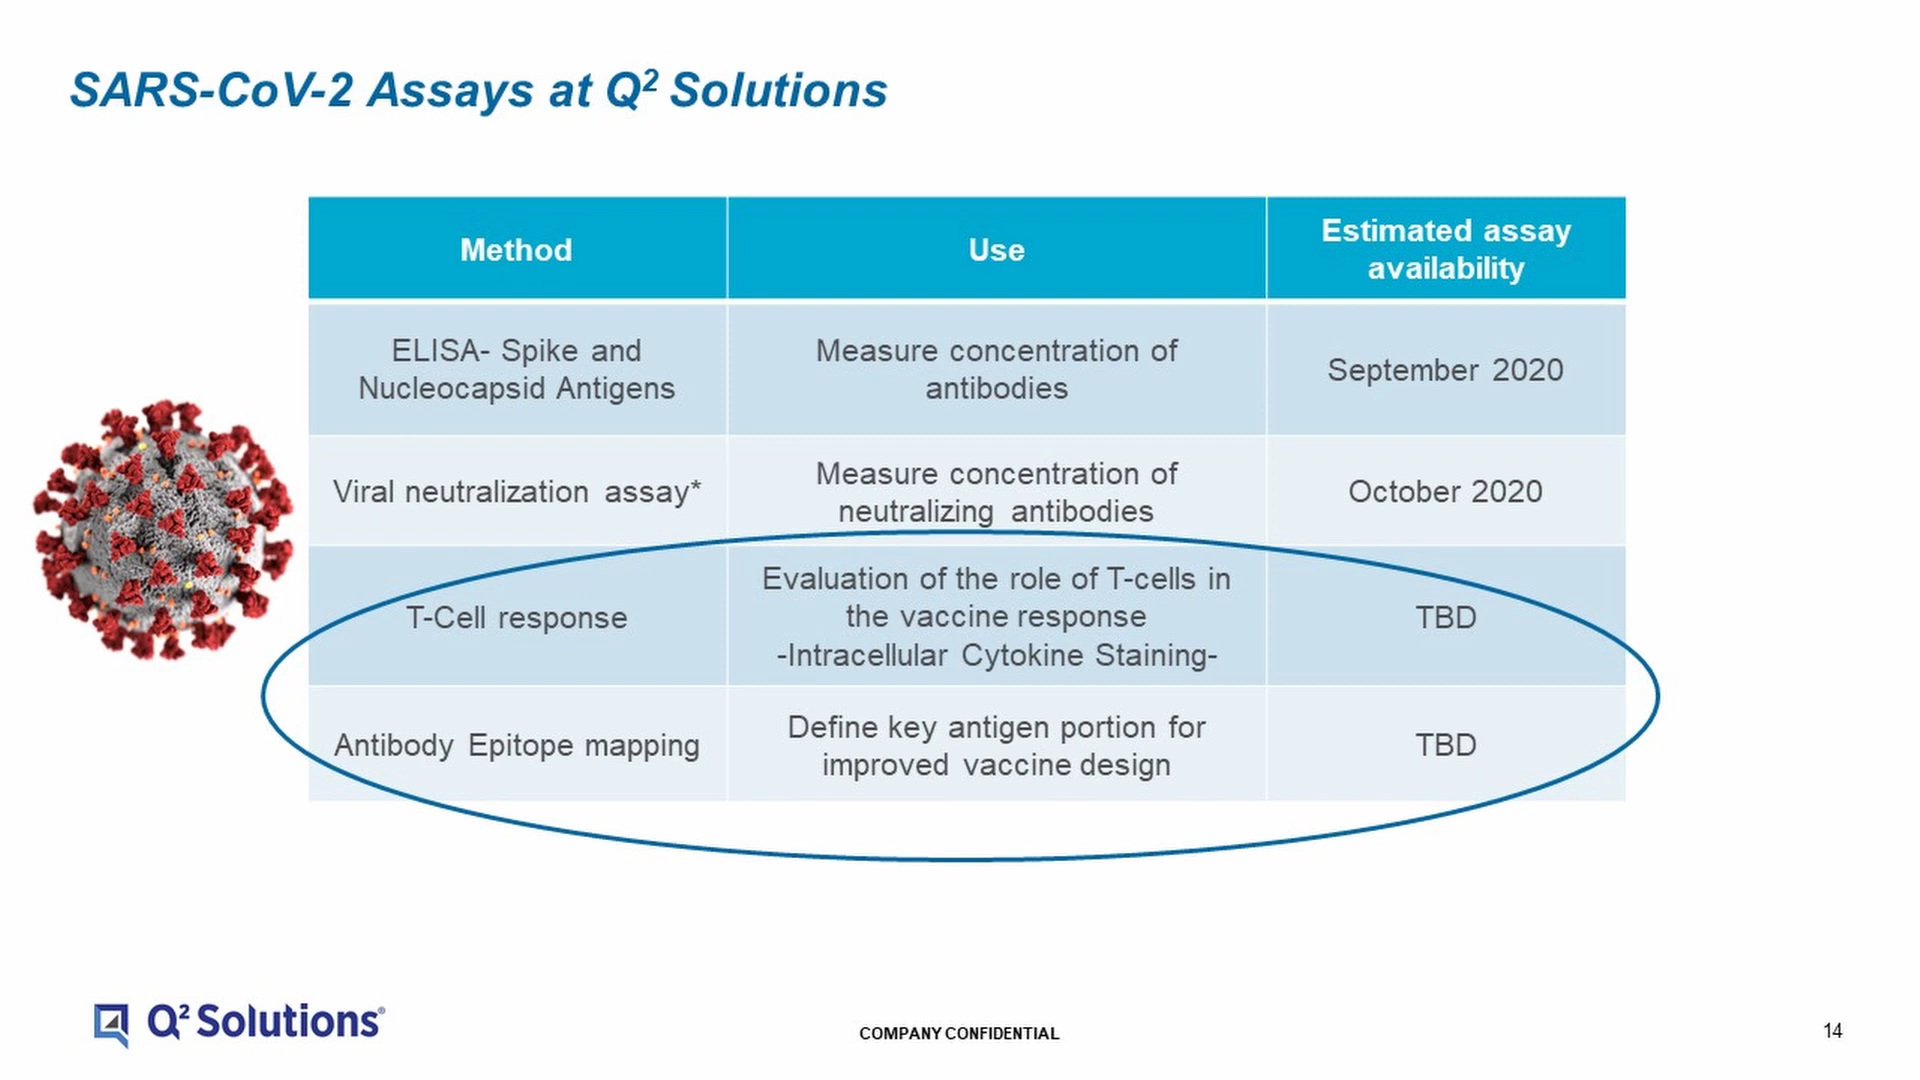 SARS-CoV-2 Assays at Q² Solutions
Method
Use
Estimated assay
availability
ELISA- Spike and
Nucleocapsid Antigens
Measure concentration of
antibodies
September 2020
Viral neutralization assay*
Measure concentration of
neutralizing antibodies
October 2020
T-Cell response
Evaluation of the role of T-cells in
the vaccine response
-Intracellular Cytokine Staining-
TBD
Antibody Epitope mapping
Define key antigen portion for
improved vaccine design
TBD
Q² Solutions®
COMPANY CONFIDENTIAL
14